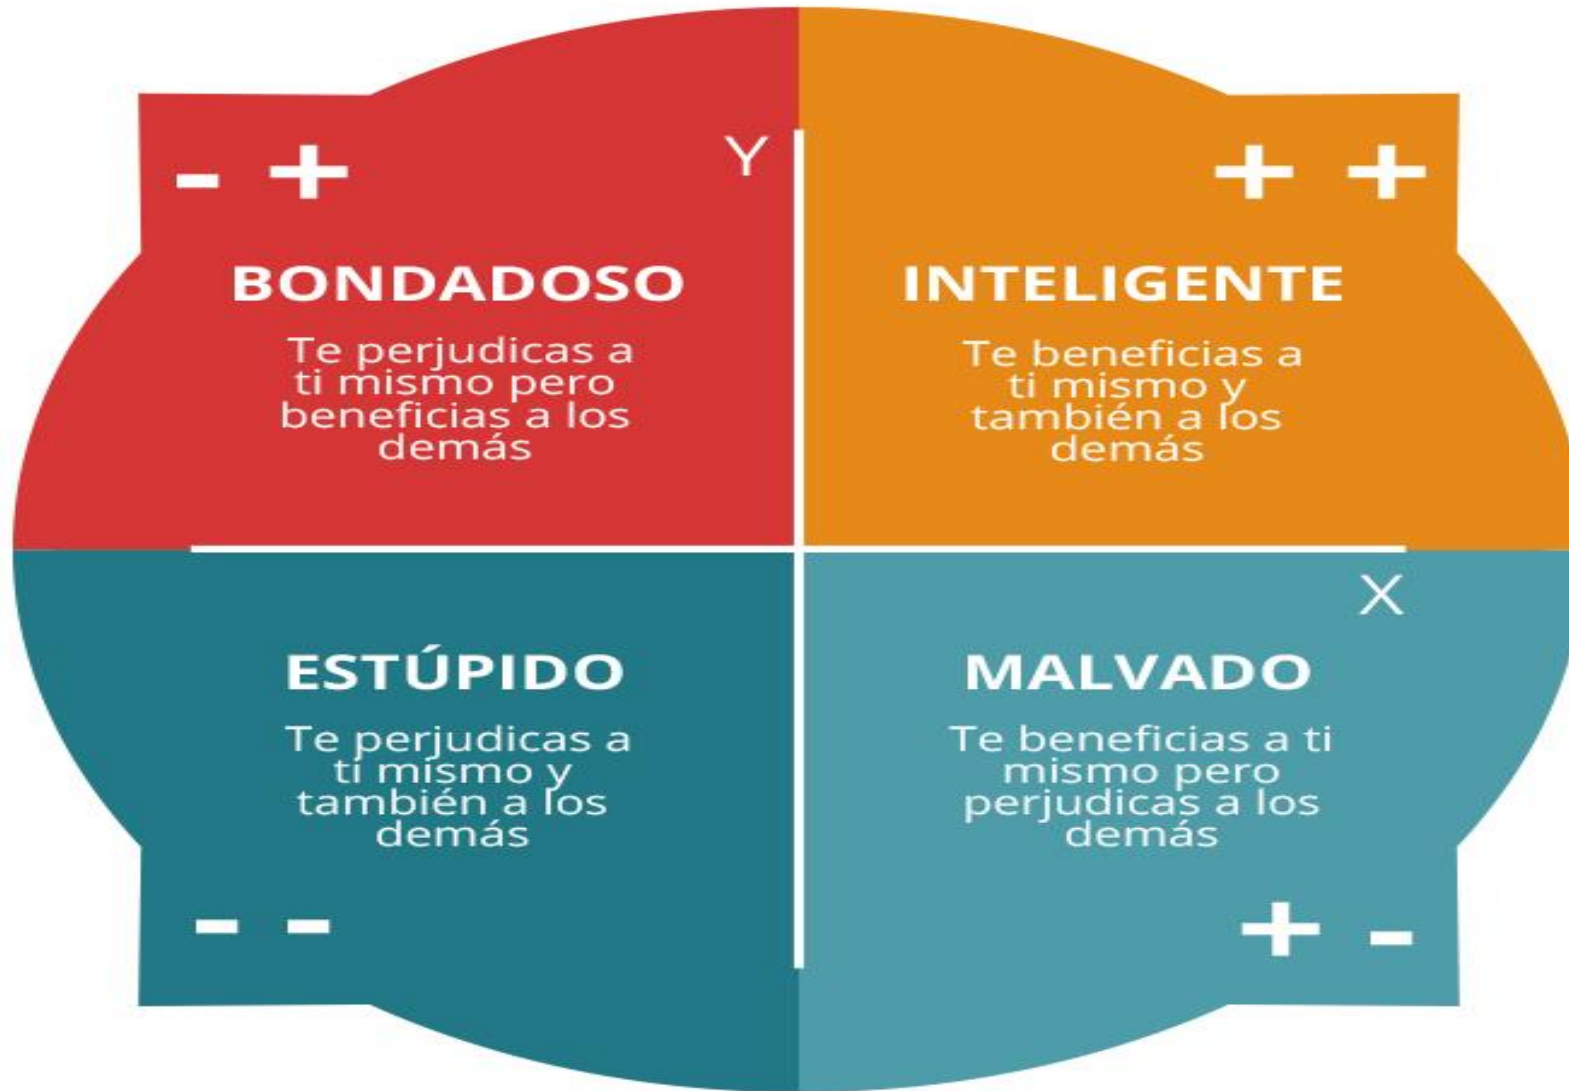 - +
Y
BONDADOSO
Te perjudicas a
ti mismo pero
beneficias a los
demás
+ +
INTELIGENTE
Te beneficias a
ti mismo y
también a los
demás
X
ESTÚPIDO
Te perjudicas a
ti mismo y
también a los
demás
- -
MALVADO
Te beneficias a ti
mismo pero
perjudicas a los
demás
+ -